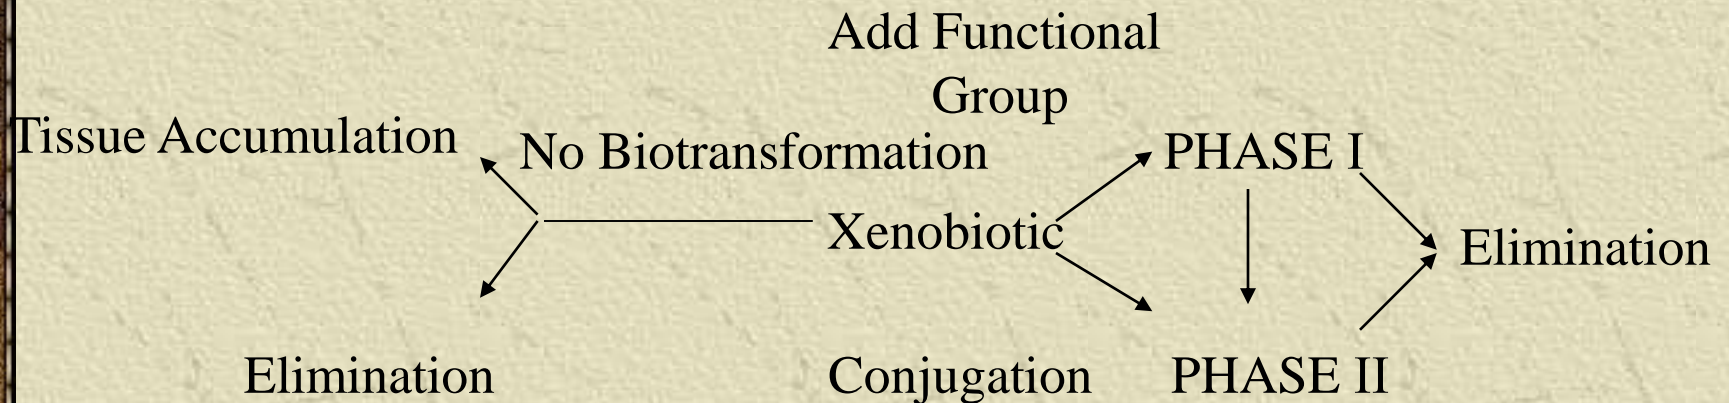 Add Functional
Group
Tissue Accumulation
No Biotransformation
PHASE I
Xenobiotic
Elimination
Elimination
Conjugation
PHASE II